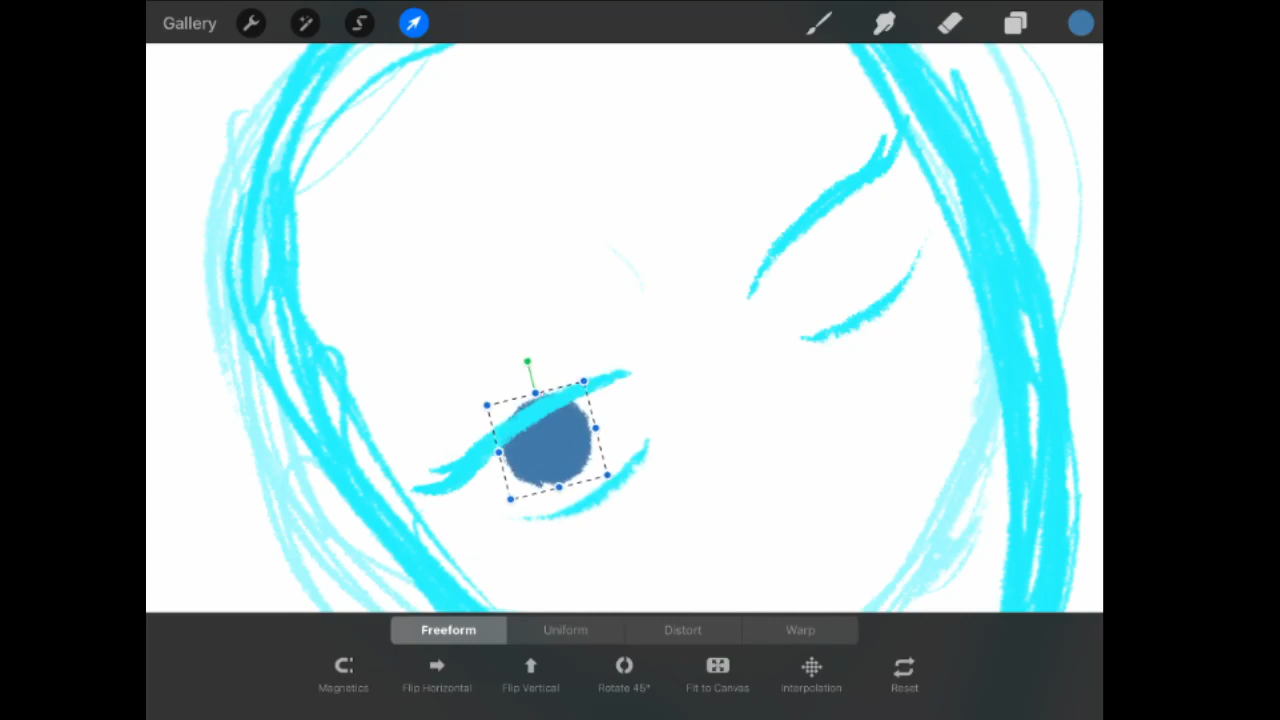 Gallery
Freeform Uniform Distort Warp
Magnetics Flip Horizontal Flip Vertical Rotate 45° Fit to Canvas Interpolation Reset